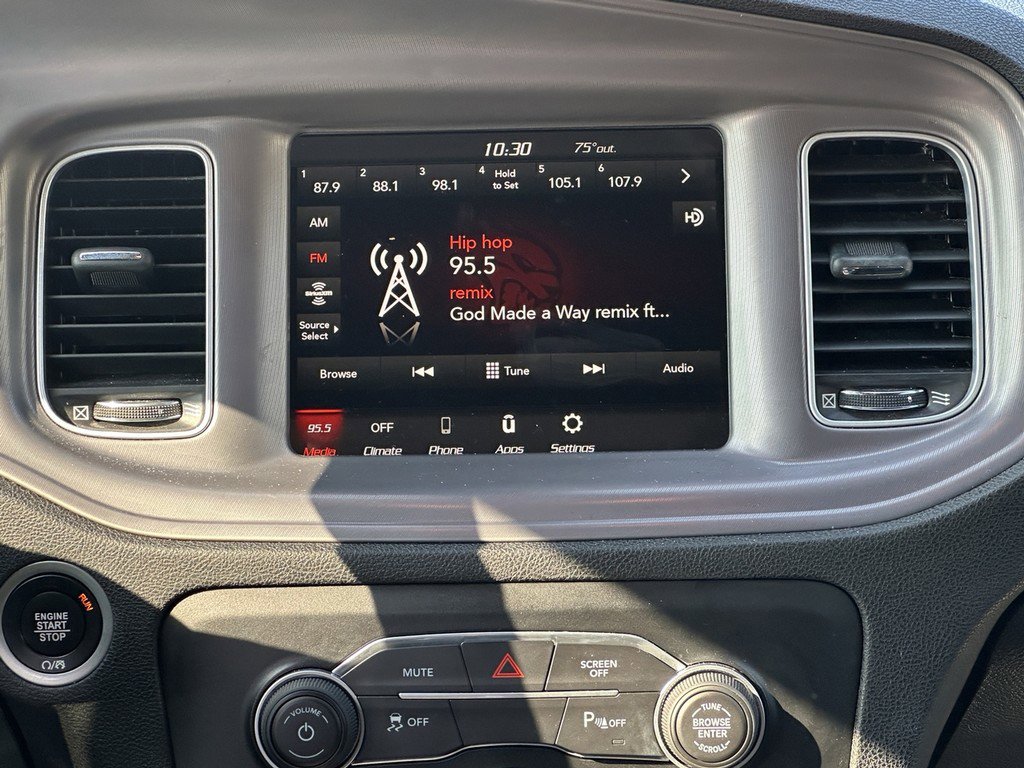 10:30 75°out.
1 87.9 2 88.1 3 98.1 4 Hold to Set 5 105.1 6 107.9
AM
HD
FM
Hip hop
95.5
SiriusXM
remix
God Made a Way remix ft...
Source
Select
Browse Tune Audio
95.5 OFF
Media Climate Phone Apps Settings
RUN
ENGINE
START
STOP
MUTE
SCREEN
OFF
VOLUME
OFF
P OFF
TUNE
BROWSE
ENTER
SCROLL